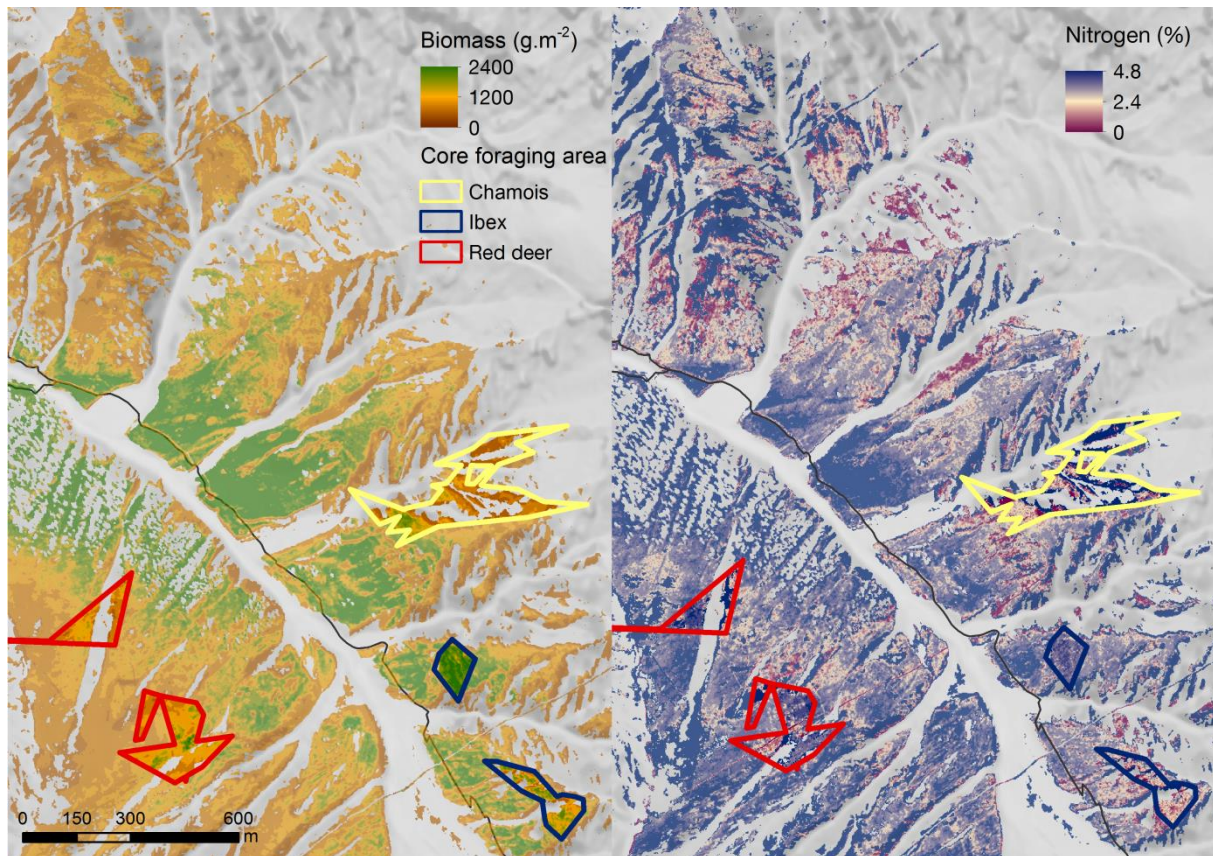 Biomass (g.m⁻²)
2400
1200
0
Core foraging area
Chamois
Ibex
Red deer
Nitrogen (%)
4.8
2.4
0
0 150 300 600
m